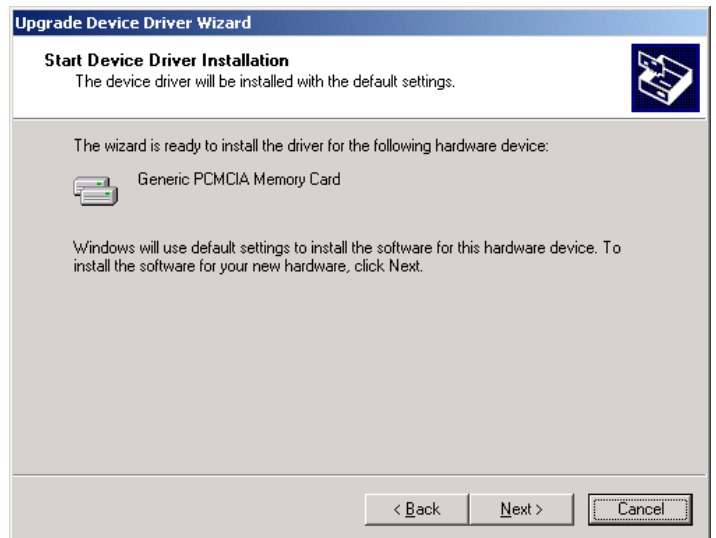 Upgrade Device Driver Wizard
Start Device Driver Installation
The device driver will be installed with the default settings.
The wizard is ready to install the driver for the following hardware device:
Generic PCMCIA Memory Card
Windows will use default settings to install the software for this hardware device. To
install the software for your new hardware, click Next.
< Back
Next >
Cancel